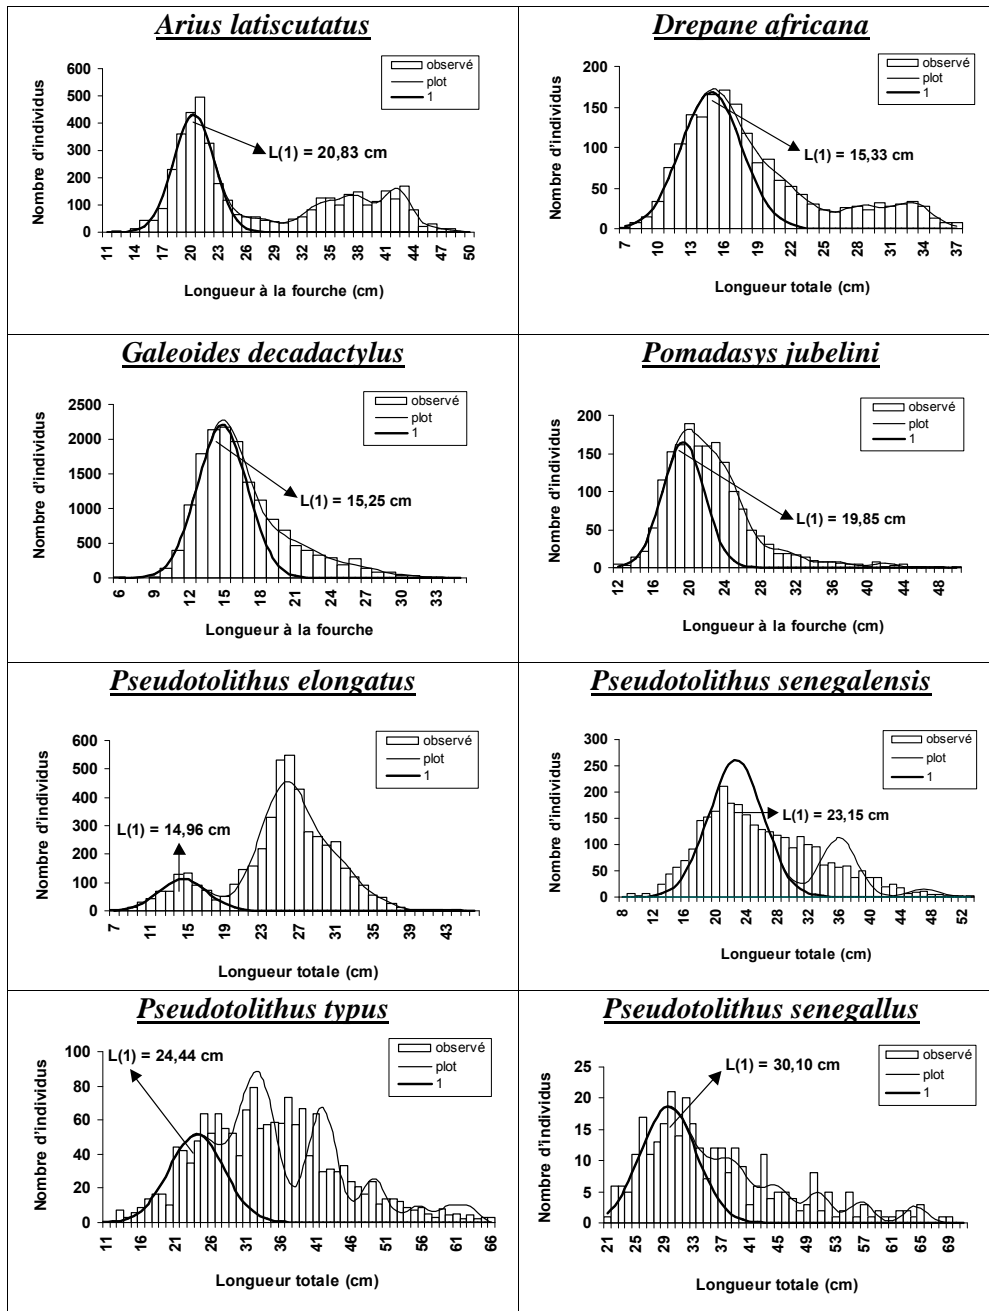 Arius latiscutatus
600
500
400
300
200
100
0
Nombre d'individus
observé
plot
1
L(1) = 20,83 cm
11 14 16 20 23 26 29 32 35 38 41 44 47 50
Longueur à la fourche (cm)
Drepane africana
200
150
100
50
0
Nombre d'individus
observé
plot
1
L(1) = 15,33 cm
7 10 13 16 19 22 25 28 31 34 37
Longueur totale (cm)
Galeoides decadactylus
2500
2000
1500
1000
500
0
Nombre d'individus
observé
plot
1
L(1) = 15,25 cm
6 9 12 15 18 21 24 27 30 33
Longueur à la fourche
Pomadasys jubelini
200
150
100
50
0
Nombre d'individus
observé
plot
1
L(1) = 19,85 cm
12 16 20 24 28 32 36 40 44 48
Longueur à la fourche (cm)
Pseudotolithus elongatus
600
500
400
300
200
100
0
Nombre d'individus
observé
plot
1
L(1) = 14,96 cm
7 11 15 19 23 27 31 35 39 43
Longueur totale (cm)
Pseudotolithus senegalensis
300
250
200
150
100
50
0
Nombre d'individus
observé
plot
1
L(1) = 23,15 cm
8 12 16 20 24 28 32 36 40 44 48 52
Longueur totale (cm)
Pseudotolithus typus
100
80
60
40
20
0
Nombre d'individus
observé
plot
1
L(1) = 24,44 cm
11 16 21 26 31 36 41 46 51 56 61 66
Longueur totale (cm)
Pseudotolithus senegallus
25
20
15
10
5
0
Nombre d'individus
observé
plot
1
L(1) = 30,10 cm
21 25 29 33 37 41 45 49 53 57 61 65 69
Longueur totale (cm)